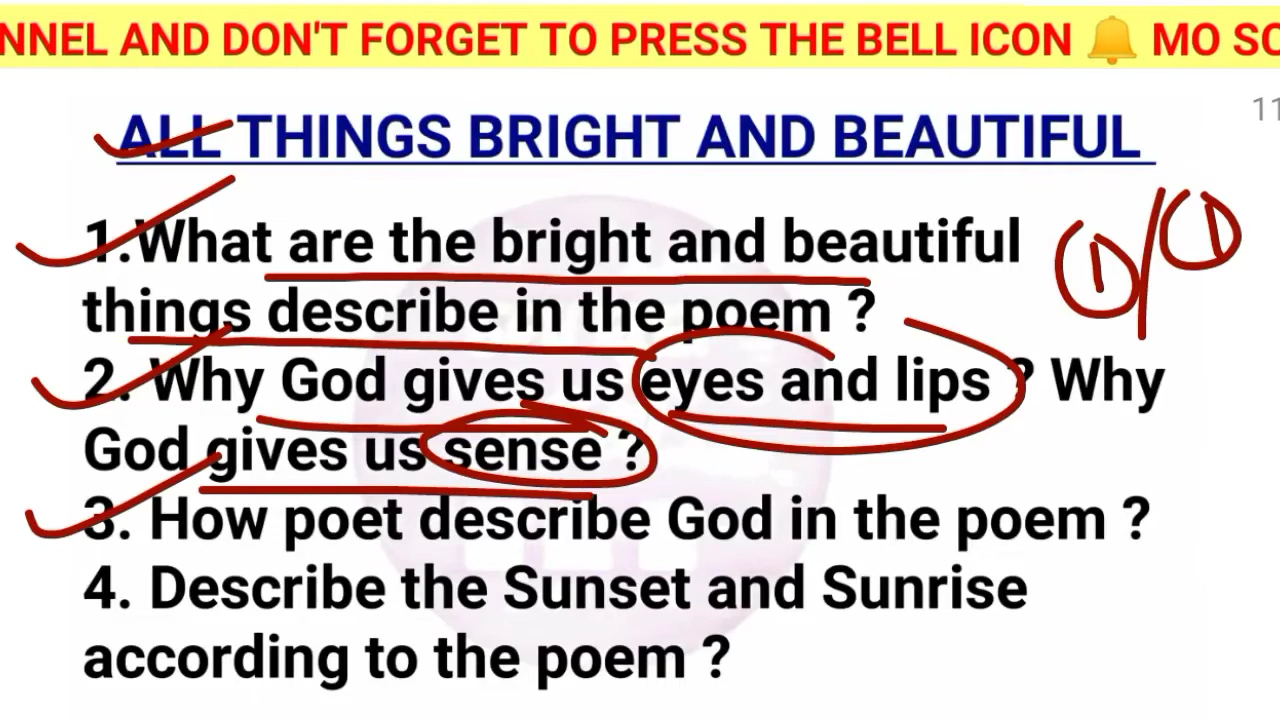 NNEL AND DON'T FORGET TO PRESS THE BELL ICON 🔔 MO SC
11
ALL THINGS BRIGHT AND BEAUTIFUL
1.What are the bright and beautiful
things describe in the poem ?
2. Why God gives us eyes and lips ? Why
God gives us sense ?
3. How poet describe God in the poem ?
4. Describe the Sunset and Sunrise
according to the poem ?
1/1